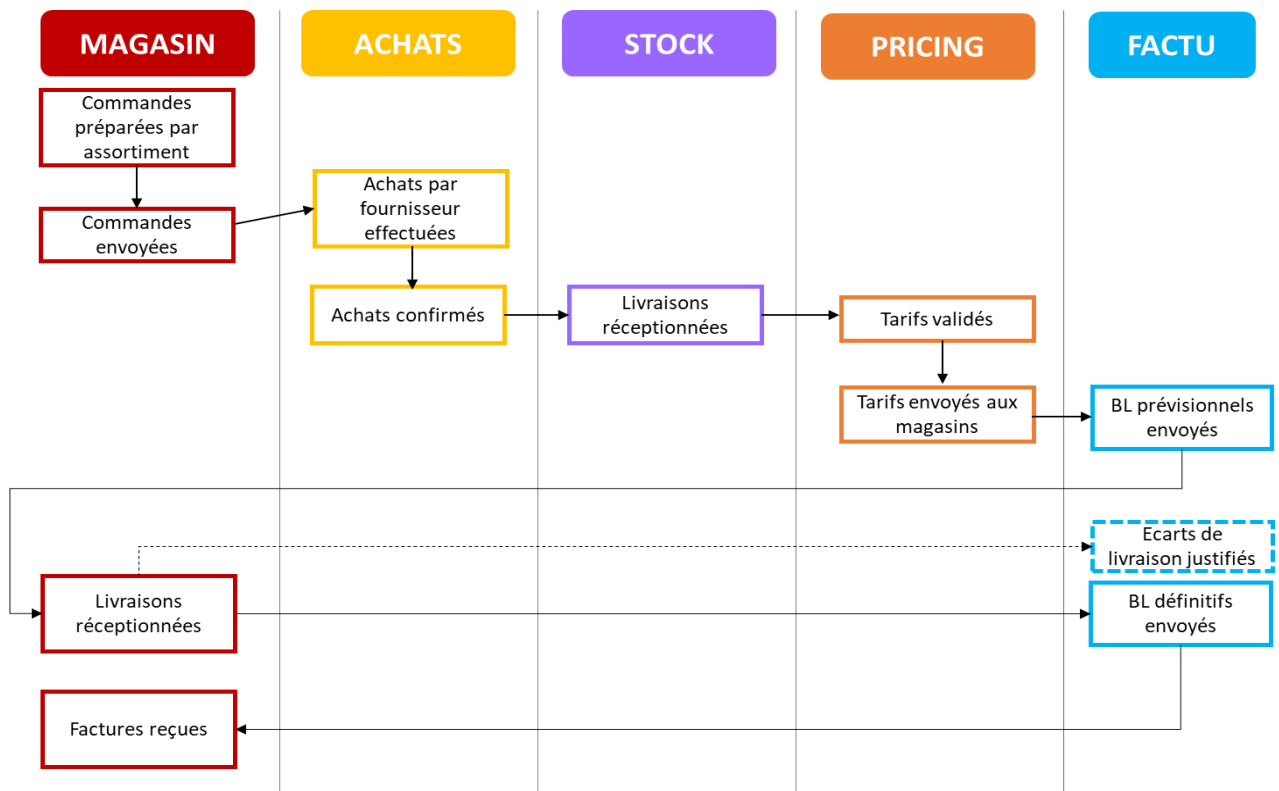 MAGASIN
ACHATS
STOCK
PRICING
FACTU
Commandes
préparées par
assortiment
Commandes
envoyées
Achats par
fournisseur
effectuées
Achats confirmés
Livraisons
réceptionnées
Tarifs validés
Tarifs envoyés aux
magasins
BL prévisionnels
envoyés
Ecarts de
livraison justifiés
Livraisons
réceptionnées
BL définitifs
envoyés
Factures reçues